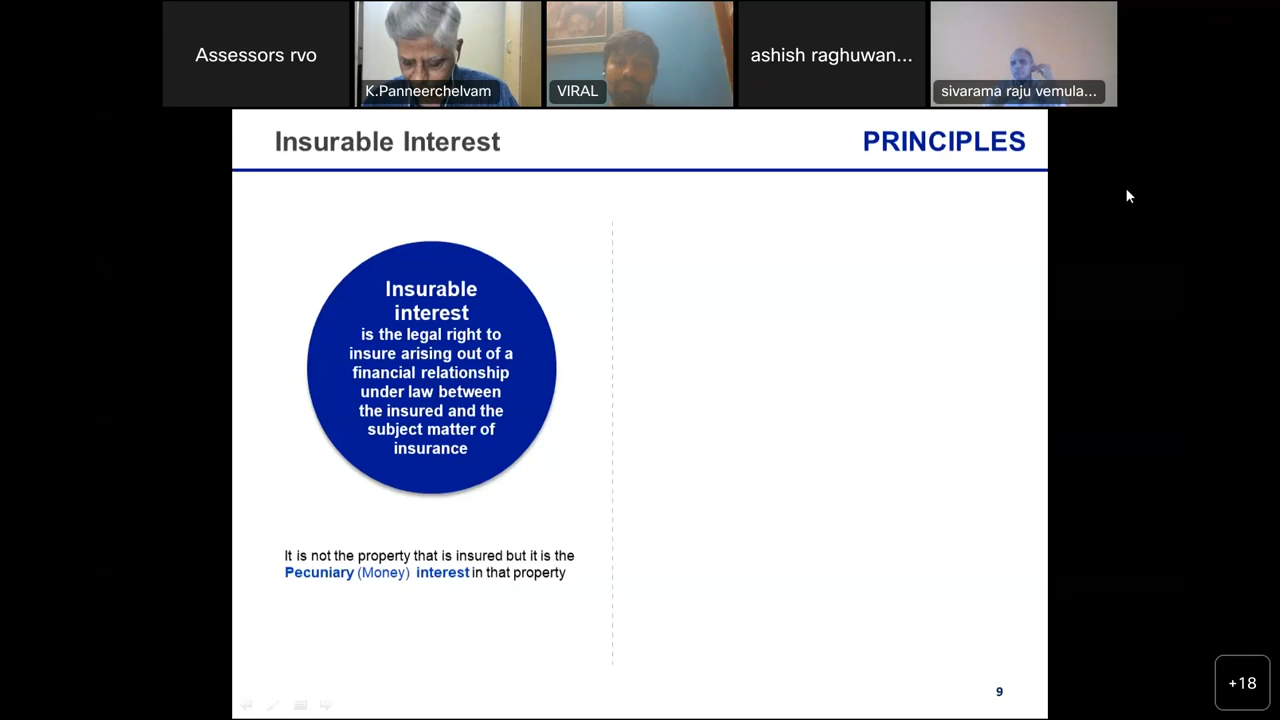 Assessors rvo
K.Panneerchelvam
VIRAL
ashish raghuwan...
sivarama raju vemula...
Insurable Interest
PRINCIPLES
Insurable
interest
is the legal right to
insure arising out of a
financial relationship
under law between
the insured and the
subject matter of
insurance
It is not the property that is insured but it is the
Pecuniary (Money) interest in that property
9
+18